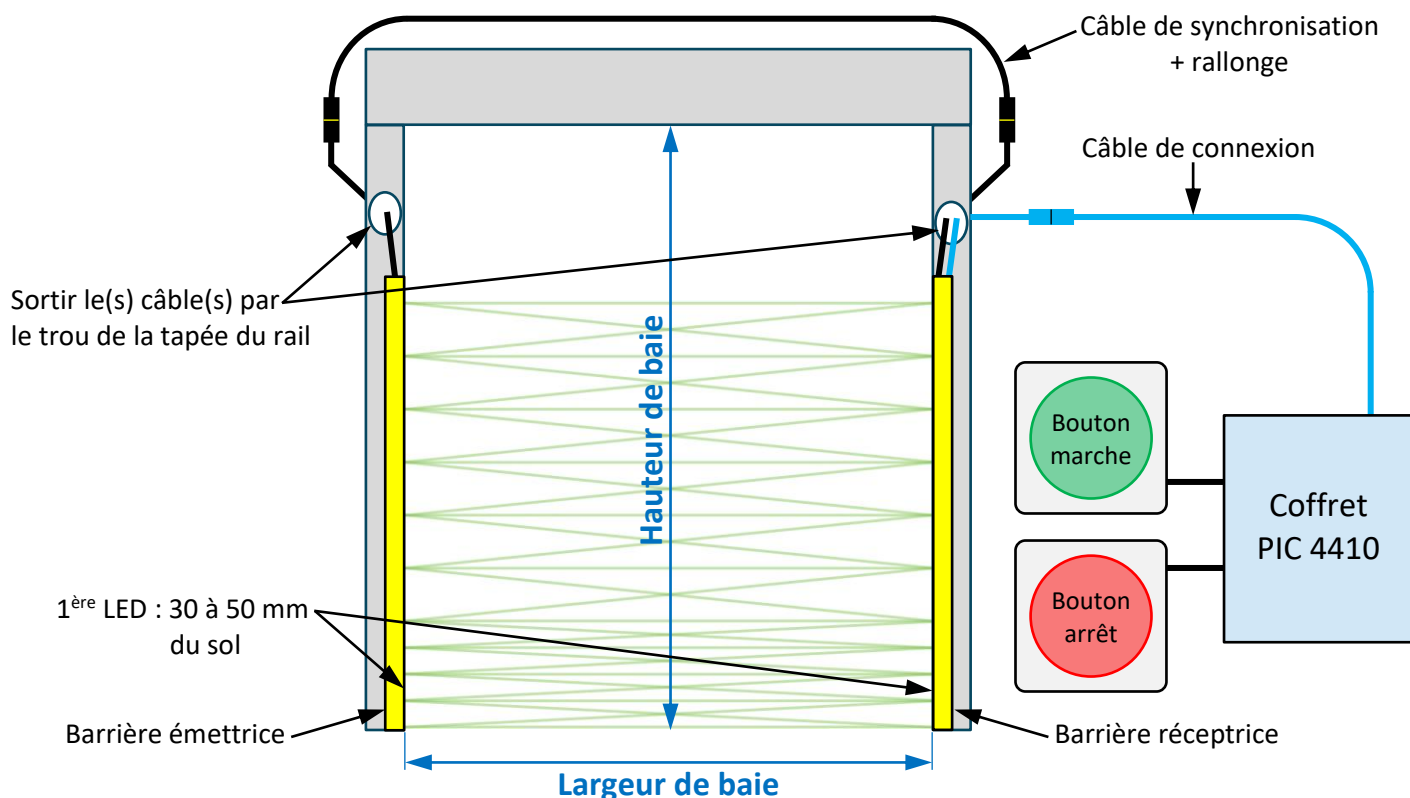 Câble de synchronisation
+ rallonge
Câble de connexion
Sortir le(s) câble(s) par
le trou de la tapée du rail
Hauteur de baie
Bouton
marche
Coffret
PIC 4410
Bouton
arrêt
1ère LED : 30 à 50 mm
du sol
Barrière émettrice
Barrière réceptrice
Largeur de baie